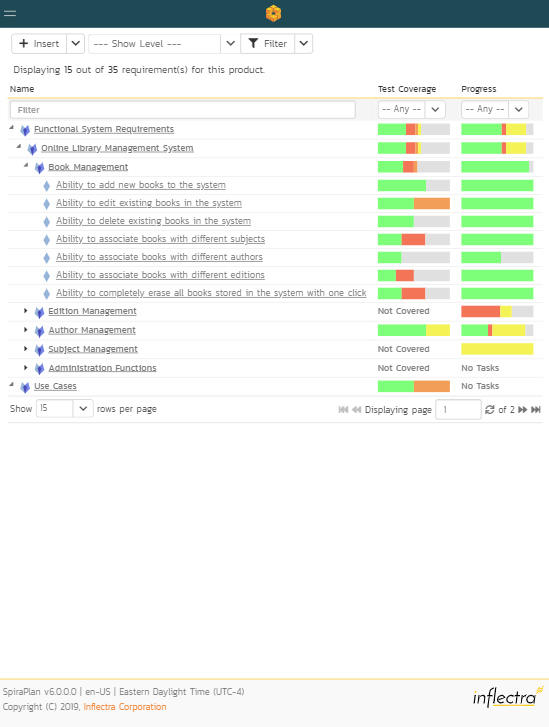 Insert
--- Show Level ---
Filter
Displaying 15 out of 35 requirement(s) for this product.
Name Test Coverage Progress
Filter -- Any -- -- Any --
Functional System Requirements
Online Library Management System
Book Management
Ability to add new books to the system
Ability to edit existing books in the system
Ability to delete existing books in the system
Ability to associate books with different subjects
Ability to associate books with different authors
Ability to associate books with different editions
Ability to completely erase all books stored in the system with one click
Edition Management Not Covered
Author Management
Subject Management Not Covered
Administration Functions Not Covered No Tasks
Use Cases No Tasks
Show 15 rows per page Displaying page 1 of 2
SpiraPlan v6.0.0.0 | en-US | Eastern Daylight Time (UTC-4)
Copyright (C) 2019, Inflectra Corporation
inflectra